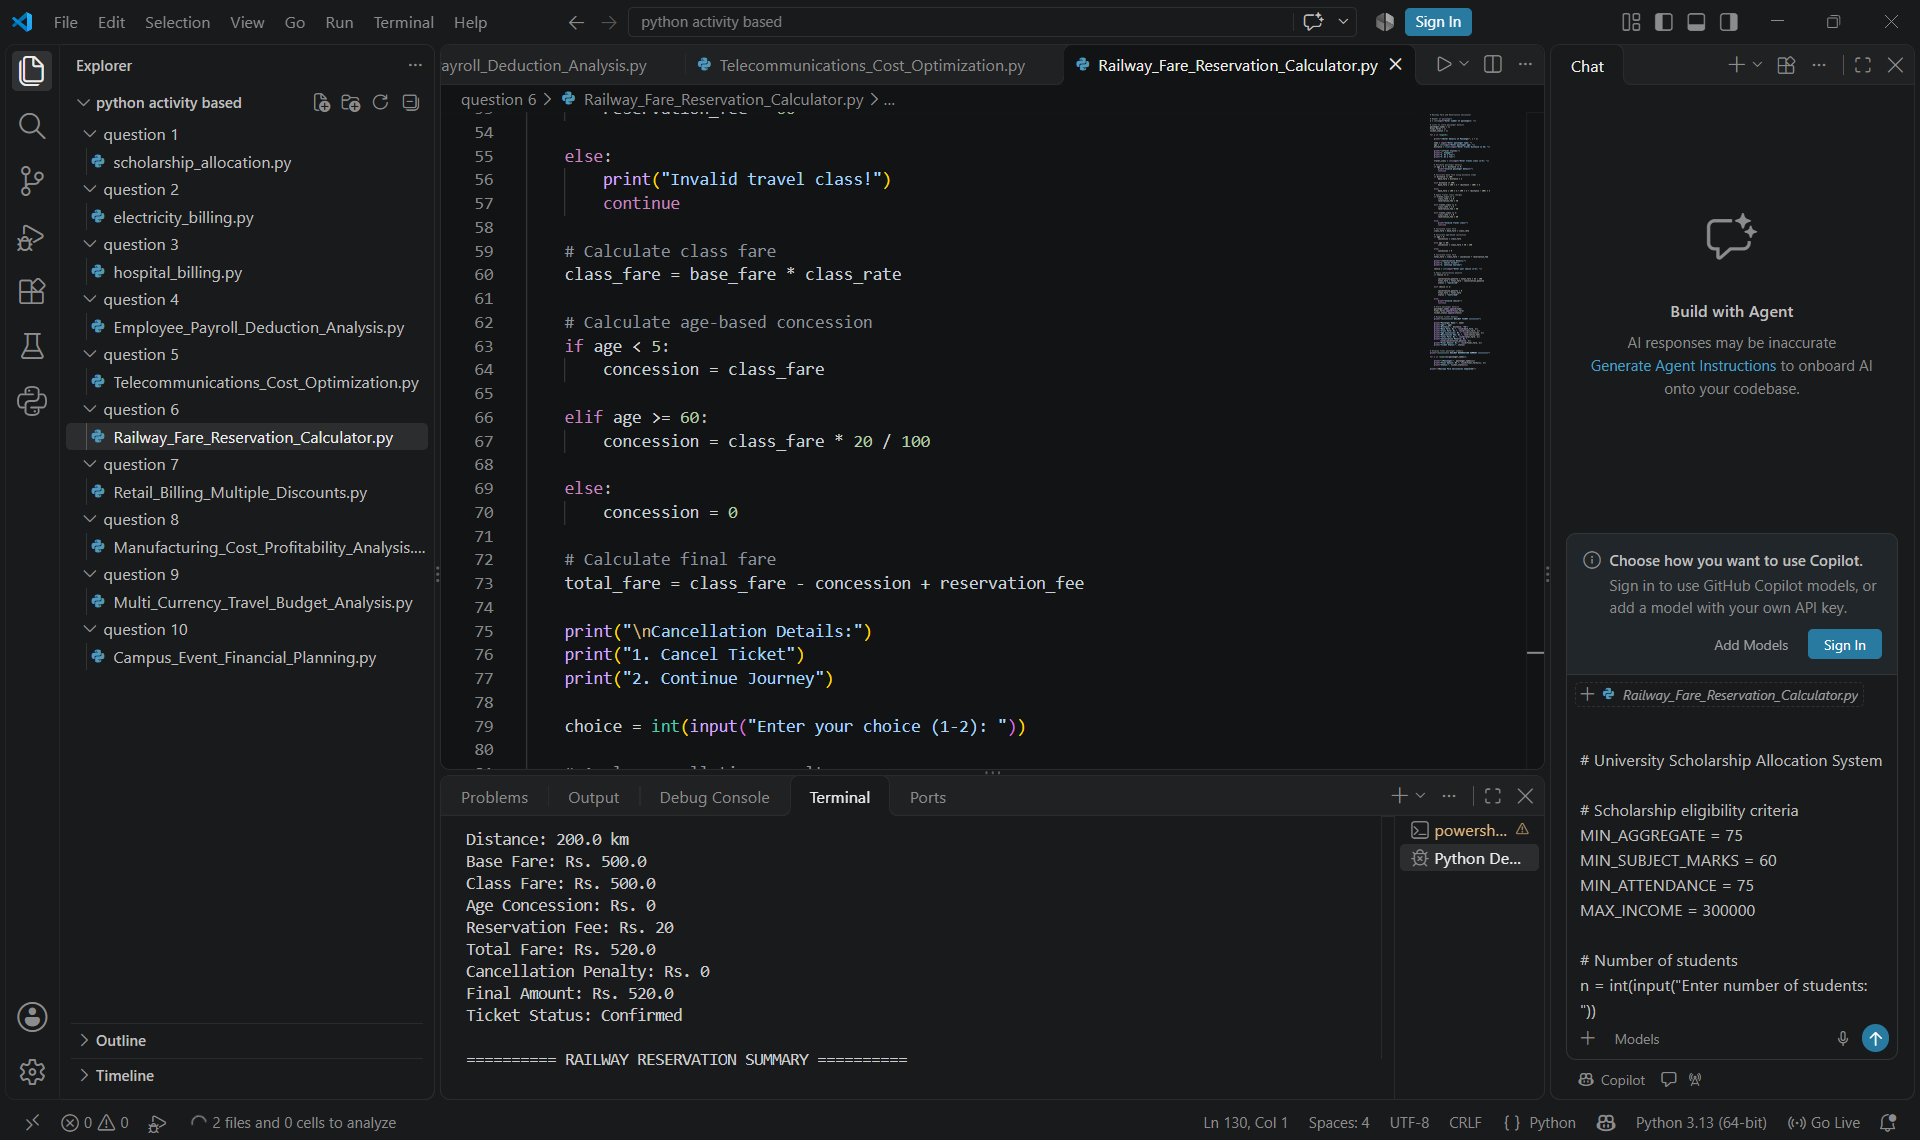 File Edit Selection View Go Run Terminal Help
python activity based
Sign In
Explorer
python activity based
question 1
scholarship_allocation.py
question 2
electricity_billing.py
question 3
hospital_billing.py
question 4
Employee_Payroll_Deduction_Analysis.py
question 5
Telecommunications_Cost_Optimization.py
question 6
Railway_Fare_Reservation_Calculator.py
question 7
Retail_Billing_Multiple_Discounts.py
question 8
Manufacturing_Cost_Profitability_Analysis....
question 9
Multi_Currency_Travel_Budget_Analysis.py
question 10
Campus_Event_Financial_Planning.py
Outline
Timeline
ayroll_Deduction_Analysis.py Telecommunications_Cost_Optimization.py Railway_Fare_Reservation_Calculator.py
question 6 > Railway_Fare_Reservation_Calculator.py > ...
54
55 else:
56 print("Invalid travel class!")
57 continue
58
59 # Calculate class fare
60 class_fare = base_fare * class_rate
61
62 # Calculate age-based concession
63 if age < 5:
64 concession = class_fare
65
66 elif age >= 60:
67 concession = class_fare * 20 / 100
68
69 else:
70 concession = 0
71
72 # Calculate final fare
73 total_fare = class_fare - concession + reservation_fee
74
75 print("\nCancellation Details:")
76 print("1. Cancel Ticket")
77 print("2. Continue Journey")
78
79 choice = int(input("Enter your choice (1-2): "))
80
Problems Output Debug Console Terminal Ports
Distance: 200.0 km
Base Fare: Rs. 500.0
Class Fare: Rs. 500.0
Age Concession: Rs. 0
Reservation Fee: Rs. 20
Total Fare: Rs. 520.0
Cancellation Penalty: Rs. 0
Final Amount: Rs. 520.0
Ticket Status: Confirmed
========== RAILWAY RESERVATION SUMMARY ==========
powersh...
Python De...
Chat
Build with Agent
AI responses may be inaccurate
Generate Agent Instructions to onboard AI
onto your codebase.
Choose how you want to use Copilot.
Sign in to use GitHub Copilot models, or
add a model with your own API key.
Add Models Sign In
Railway_Fare_Reservation_Calculator.py
# University Scholarship Allocation System
# Scholarship eligibility criteria
MIN_AGGREGATE = 75
MIN_SUBJECT_MARKS = 60
MIN_ATTENDANCE = 75
MAX_INCOME = 300000
# Number of students
n = int(input("Enter number of students:
"))
Models
Copilot
0 0 2 files and 0 cells to analyze
Ln 130, Col 1 Spaces: 4 UTF-8 CRLF { } Python Python 3.13 (64-bit) Go Live